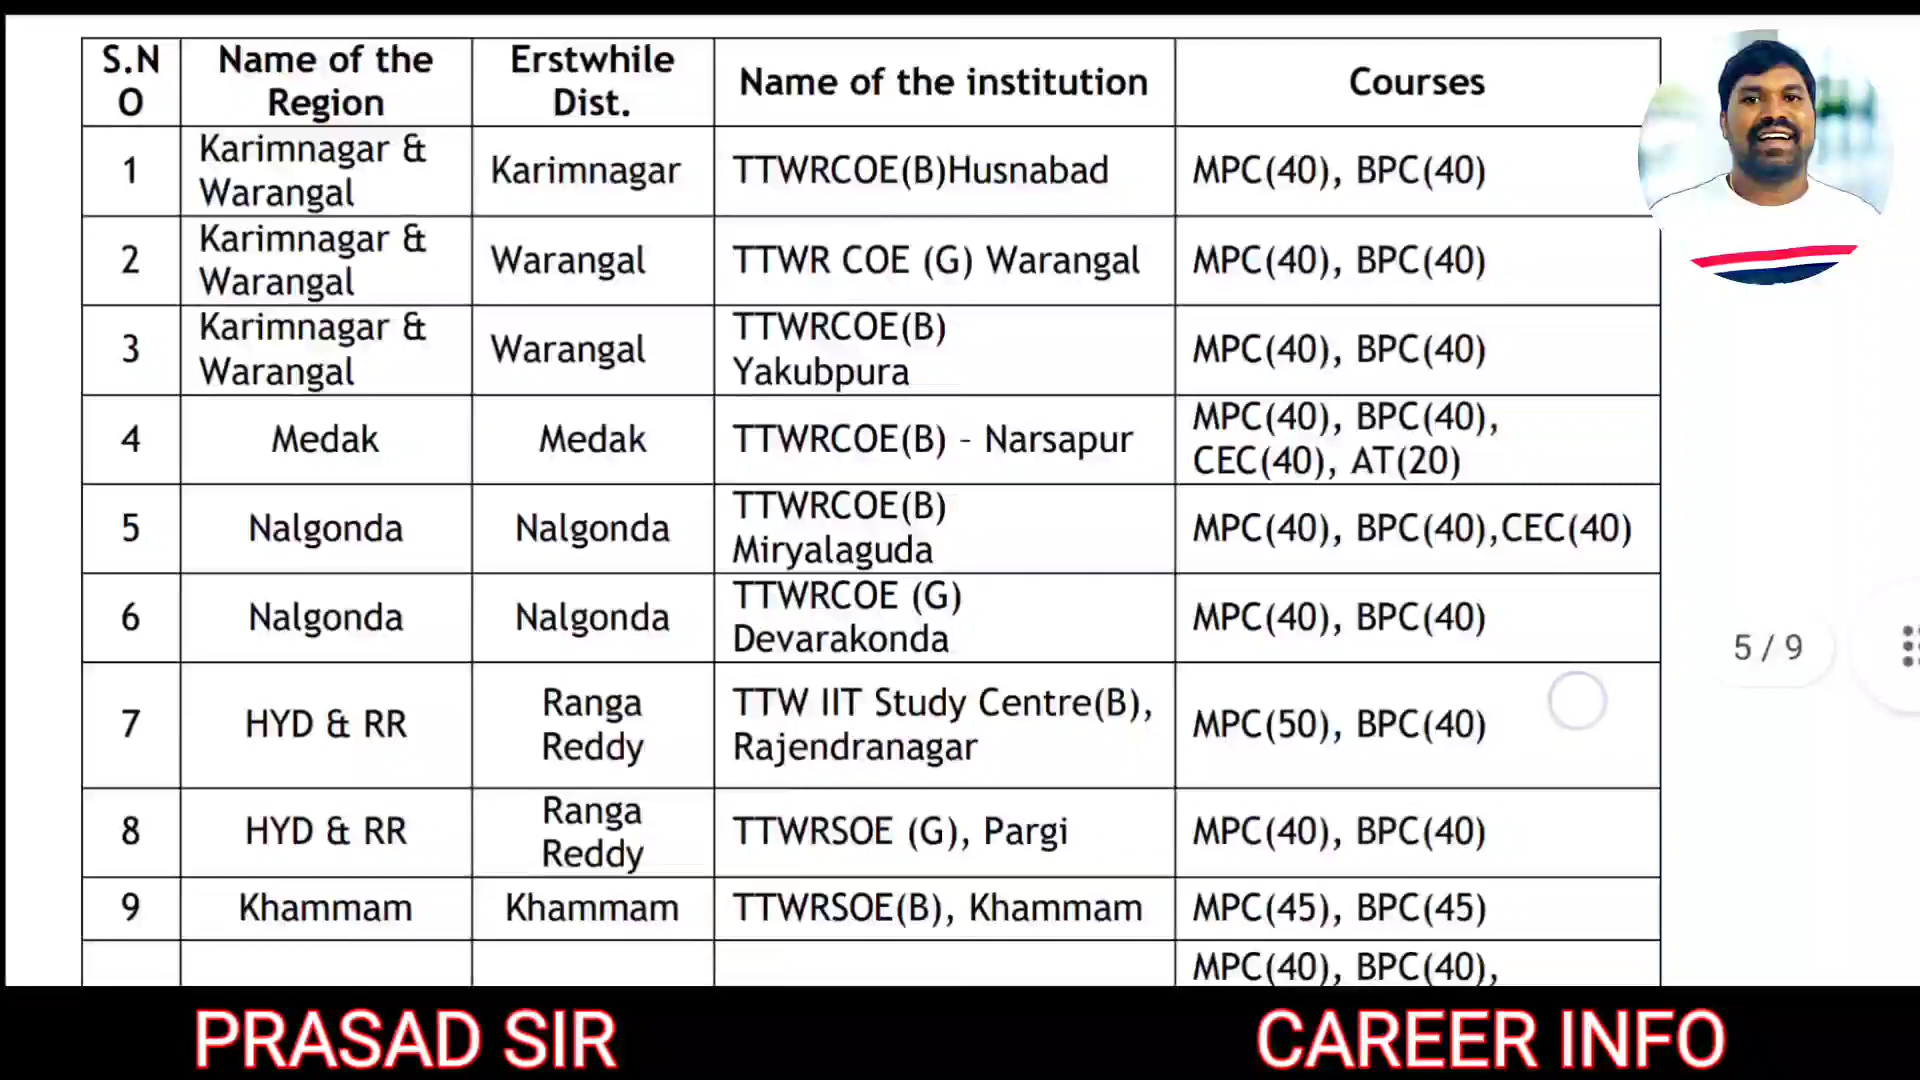 S.N
O
Name of the
Region
Erstwhile
Dist.
Name of the institution
Courses
1
Karimnagar &
Warangal
Karimnagar
TTWRCOE(B)Husnabad
MPC(40), BPC(40)
2
Karimnagar &
Warangal
Warangal
TTWR COE (G) Warangal
MPC(40), BPC(40)
3
Karimnagar &
Warangal
Warangal
TTWRCOE(B)
Yakubpura
MPC(40), BPC(40)
4
Medak
Medak
TTWRCOE(B) - Narsapur
MPC(40), BPC(40),
CEC(40), AT(20)
5
Nalgonda
Nalgonda
TTWRCOE(B)
Miryalaguda
MPC(40), BPC(40),CEC(40)
6
Nalgonda
Nalgonda
TTWRCOE (G)
Devarakonda
MPC(40), BPC(40)
5 / 9
7
HYD & RR
Ranga
Reddy
TTW IIT Study Centre(B),
Rajendranagar
MPC(50), BPC(40)
8
HYD & RR
Ranga
Reddy
TTWRSOE (G), Pargi
MPC(40), BPC(40)
9
Khammam
Khammam
TTWRSOE(B), Khammam
MPC(45), BPC(45)
MPC(40), BPC(40),
PRASAD SIR
CAREER INFO